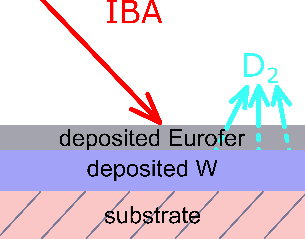 IBA
D₂
deposited Eurofer
deposited W
substrate